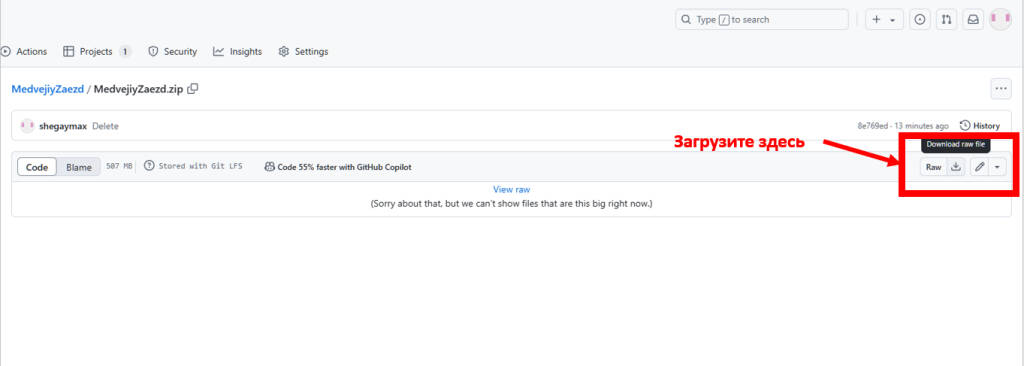 Type / to search
Actions
Projects 1
Security
Insights
Settings
MedvejiyZaezd / MedvejiyZaezd.zip
shegaymax Delete
8e769ed · 13 minutes ago
History
Загрузите здесь
Download raw file
Code
Blame
507 MB
Stored with Git LFS
Code 55% faster with GitHub Copilot
Raw
View raw
(Sorry about that, but we can't show files that are this big right now.)